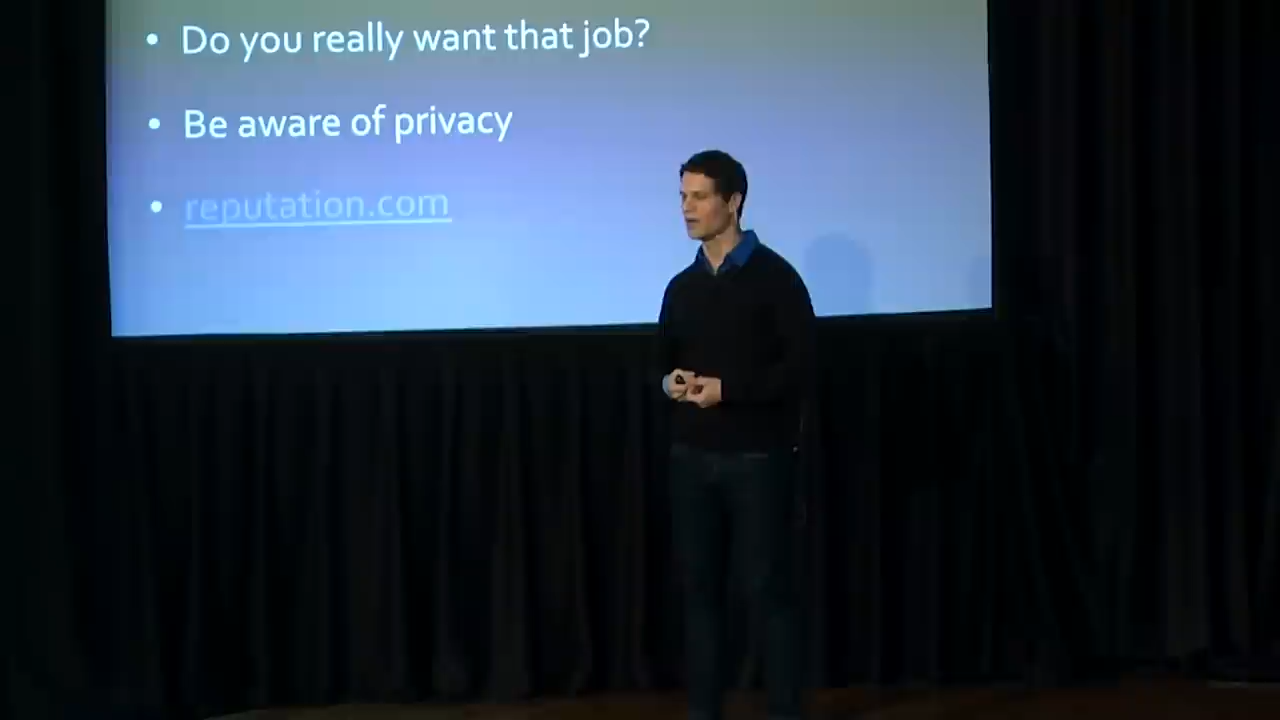 • Do you really want that job?
• Be aware of privacy
• reputation.com